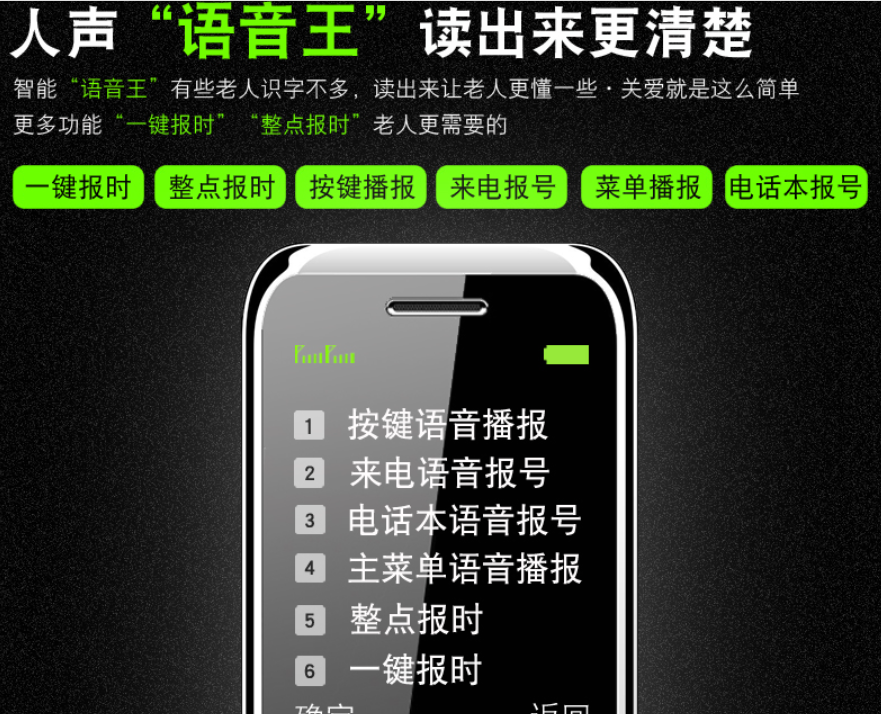 人声“语音王”读出来更清楚
智能“语音王”有些老人识字不多，读出来让老人更懂一些·关爱就是这么简单
更多功能“一键报时”“整点报时”老人更需要的
一键报时 整点报时 按键播报 来电报号 菜单播报 电话本报号
1 按键语音播报
2 来电语音报号
3 电话本语音报号
4 主菜单语音播报
5 整点报时
6 一键报时
确定 返回